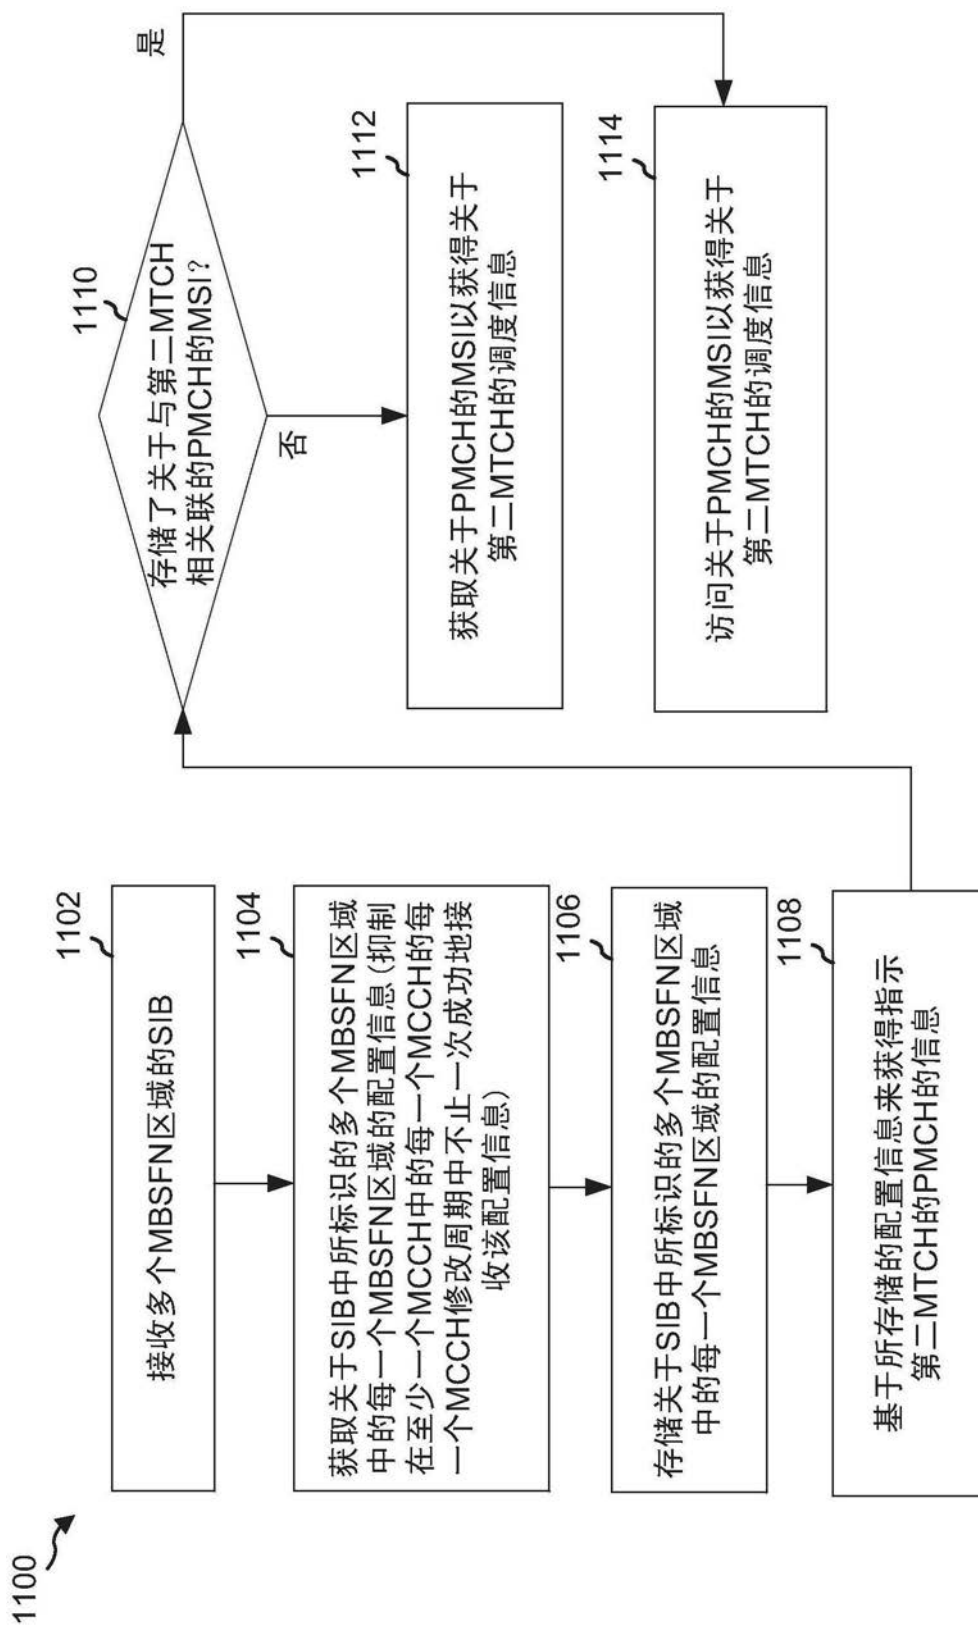 1100
1102
接收多个MBSFN区域的SIB
1104
获取关于SIB中所标识的多个MBSFN区域
中的每一个MBSFN区域的配置信息(抑制
在至少一个MCCH中的每一个MCCH的每
一个MCCH修改周期中不止一次成功地接
收该配置信息)
1106
存储关于SIB中所标识的多个MBSFN区域
中的每一个MBSFN区域的配置信息
1108
基于所存储的配置信息来获得指示
第二MTCH的PMCH的信息
1110
存储了关于与第二MTCH
相关联的PMCH的MSI?
是
否
1112
获取关于PMCH的MSI以获得关于
第二MTCH的调度信息
1114
访问关于PMCH的MSI以获得关于
第二MTCH的调度信息